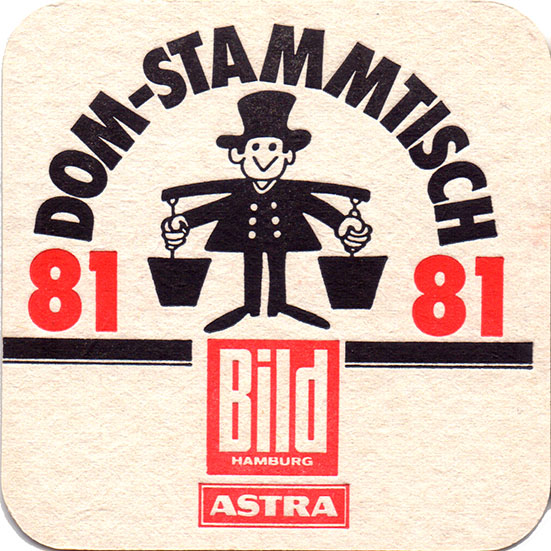 DOM-STAMMTISCH
81 81
Bild
HAMBURG
ASTRA